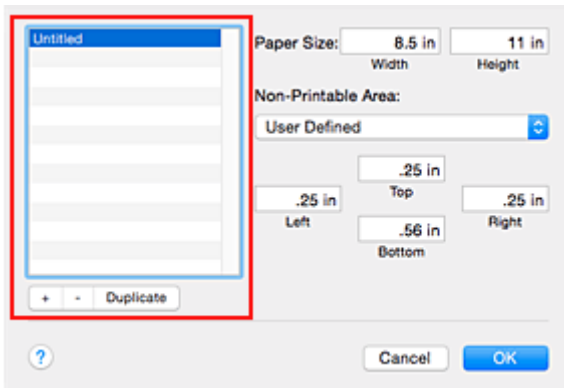 Untitled
Paper Size: 8.5 in 11 in
Width Height
Non-Printable Area:
User Defined
.25 in
Top
.25 in .25 in
Left Right
.56 in
Bottom
+ - Duplicate
? Cancel OK